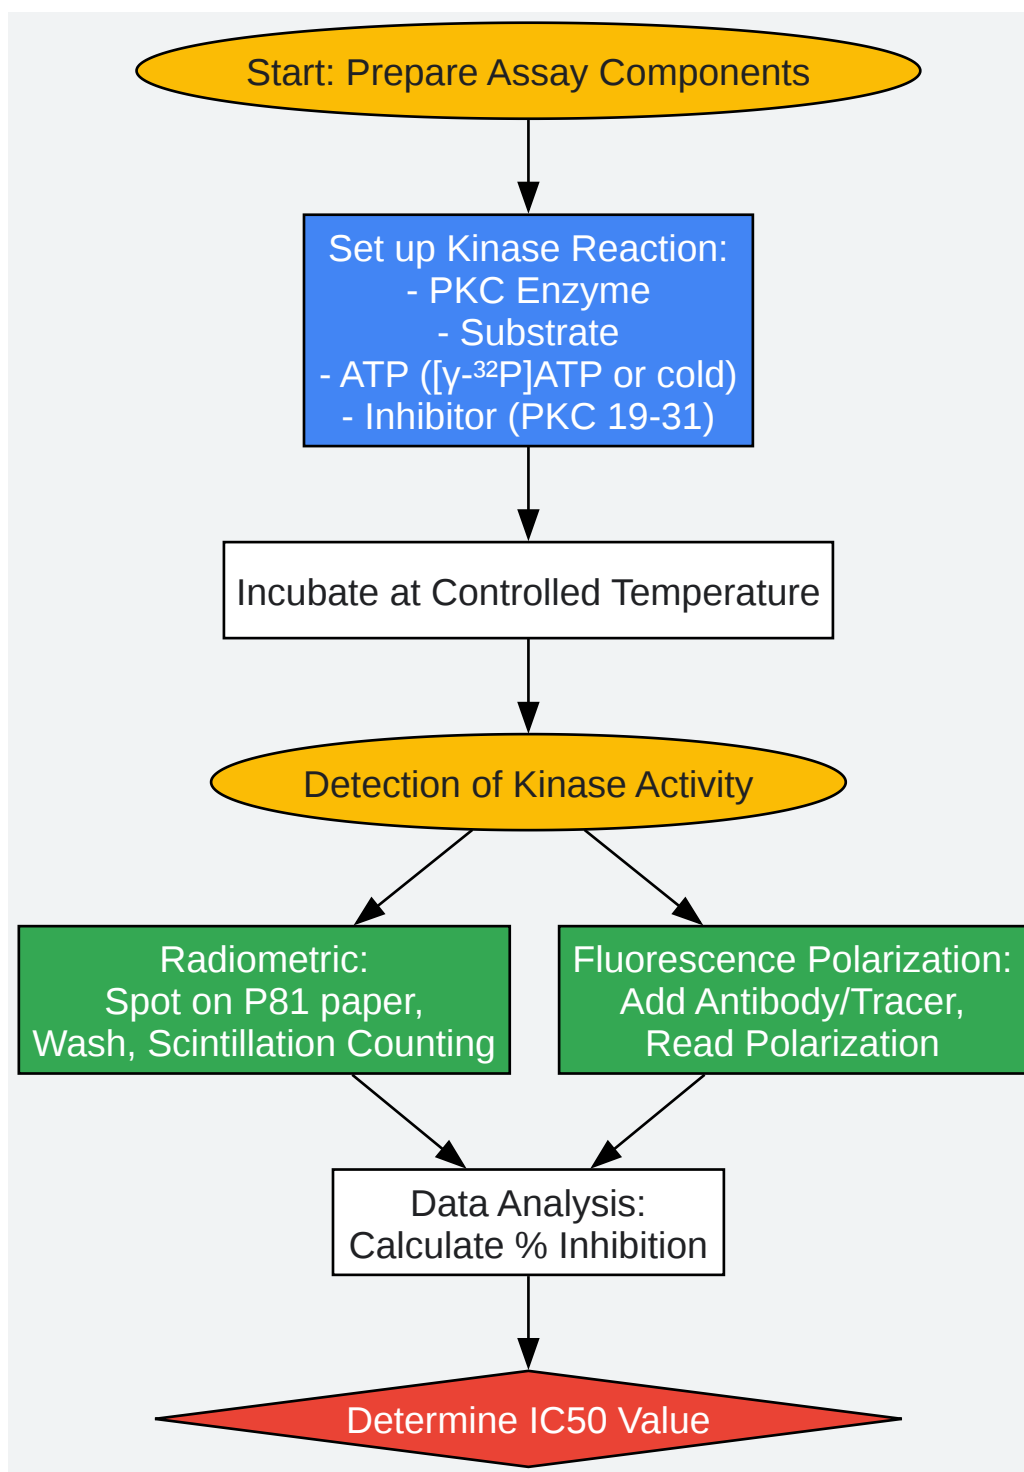 Start: Prepare Assay Components
Set up Kinase Reaction:
- PKC Enzyme
- Substrate
- ATP ([γ-³²P]ATP or cold)
- Inhibitor (PKC 19-31)
Incubate at Controlled Temperature
Detection of Kinase Activity
Radiometric:
Spot on P81 paper,
Wash, Scintillation Counting
Fluorescence Polarization:
Add Antibody/Tracer,
Read Polarization
Data Analysis:
Calculate % Inhibition
Determine IC50 Value